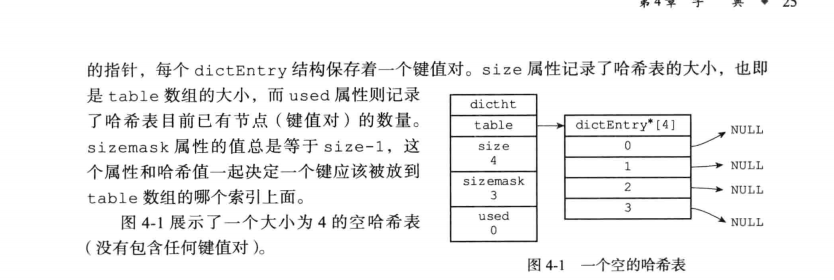 第4章 字 典 ◆ 25
的指针，每个 dictEntry 结构保存着一个键值对。size 属性记录了哈希表的大小，也即
是 table 数组的大小，而 used 属性则记录
了哈希表目前已有节点（键值对）的数量。
sizemask 属性的值总是等于 size-1，这
个属性和哈希值一起决定一个键应该被放到
table 数组的哪个索引上面。
图 4-1 展示了一个大小为 4 的空哈希表
（没有包含任何键值对）。
dictht
table
size
4
sizemask
3
used
0
dictEntry*[4]
0
1
2
3
NULL
NULL
NULL
NULL
图 4-1 一个空的哈希表